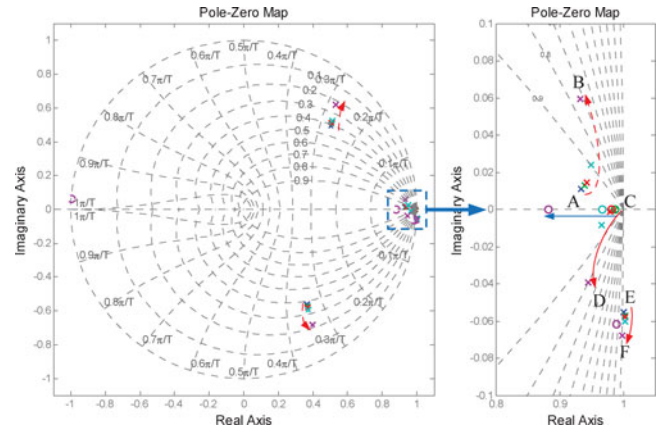 Pole-Zero Map
Pole-Zero Map
Imaginary Axis
1
0.8
0.6
0.4
0.2
0
-0.2
-0.4
-0.6
-0.8
-1
0.5π/T
0.6π/T
0.4π/T
0.7π/T
0.1
0.3π/T
0.2
0.8π/T
0.3
0.2π/T
0.4
0.5
0.6
0.9π/T
0.7
0.1π/T
0.8
0.9
1π/T
1π/T
0.9π/T
0.1π/T
0.8π/T
0.2π/T
0.7π/T
0.3π/T
0.6π/T
0.4π/T
0.5π/T
-1 -0.8 -0.6 -0.4 -0.2 0 0.2 0.4 0.6 0.8 1
Real Axis
Imaginary Axis
0.1
0.08
0.06
0.04
0.02
0
-0.02
-0.04
-0.06
-0.08
-0.1
0.8
0.9
B
A
C
D
E
F
0.8 0.9 1
Real Axis